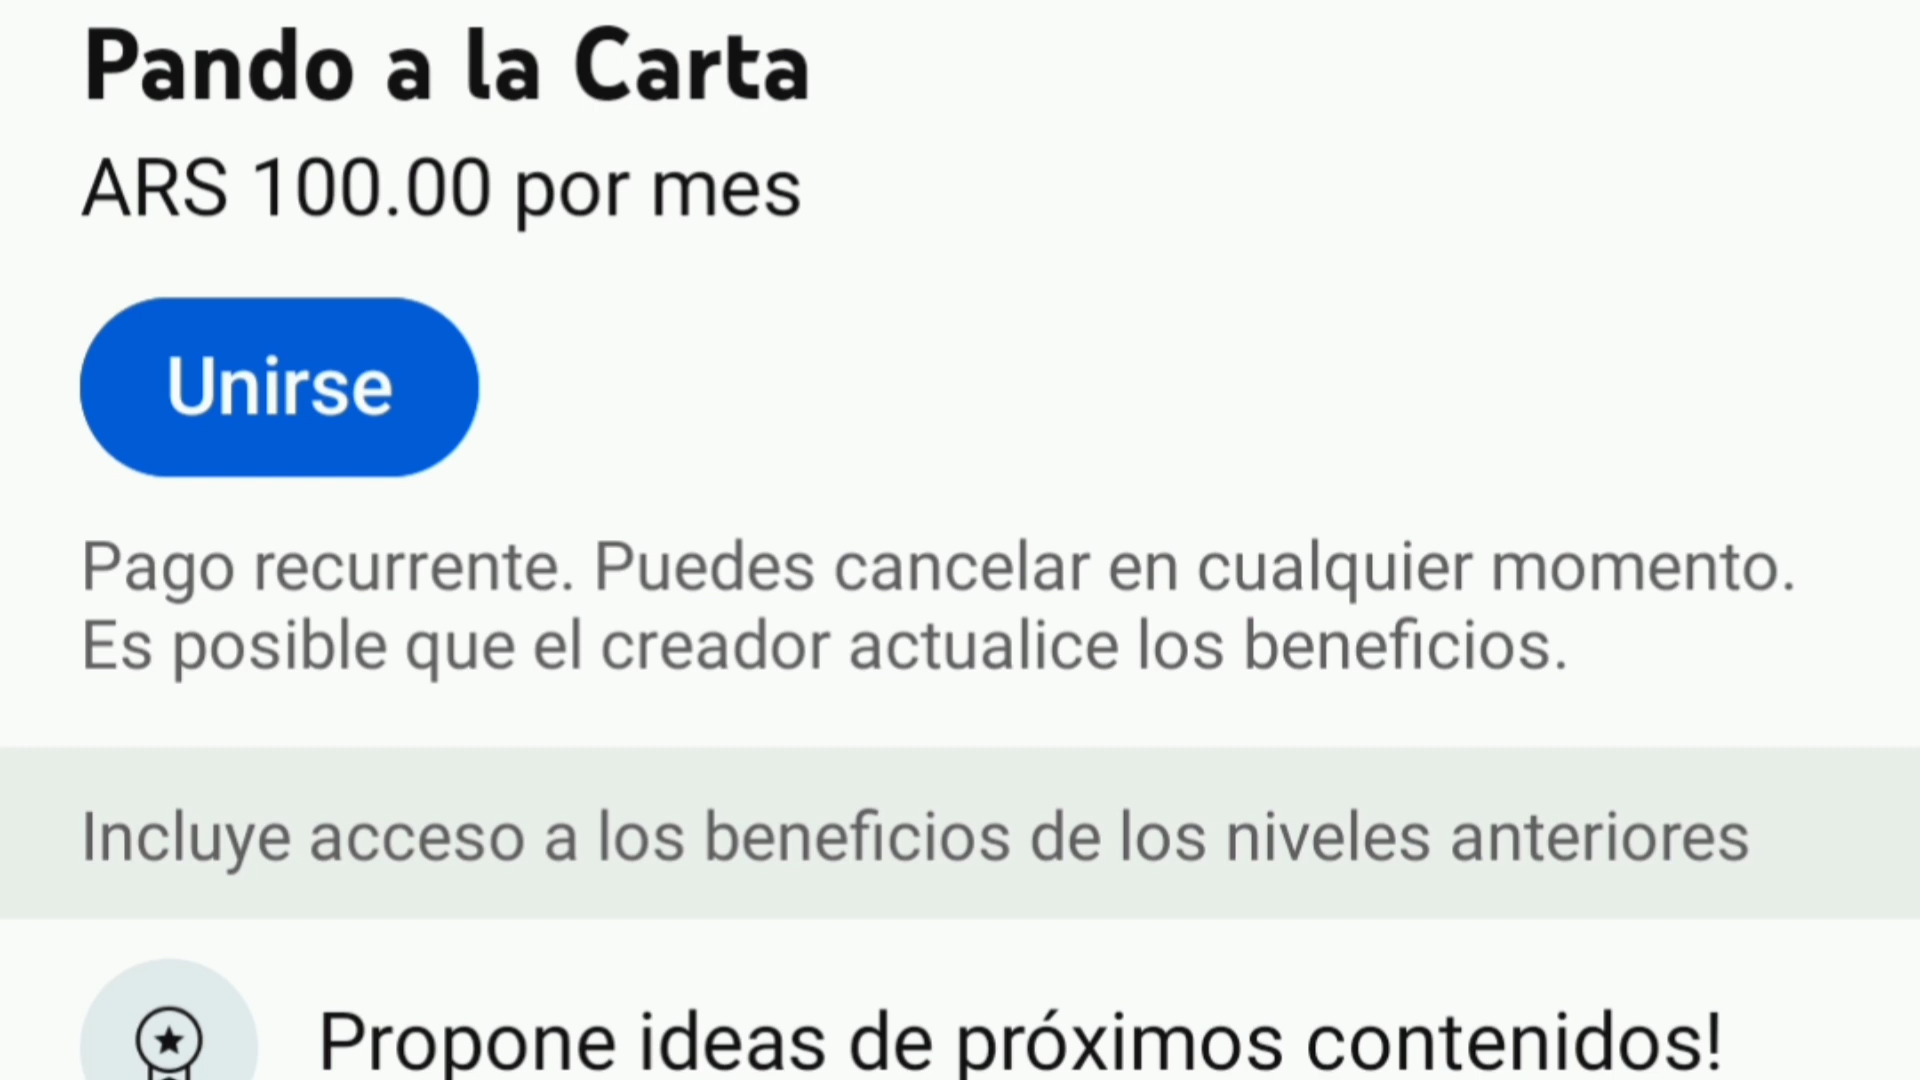 Pando a la Carta
ARS 100.00 por mes
Unirse
Pago recurrente. Puedes cancelar en cualquier momento.
Es posible que el creador actualice los beneficios.
Incluye acceso a los beneficios de los niveles anteriores
Propone ideas de próximos contenidos!